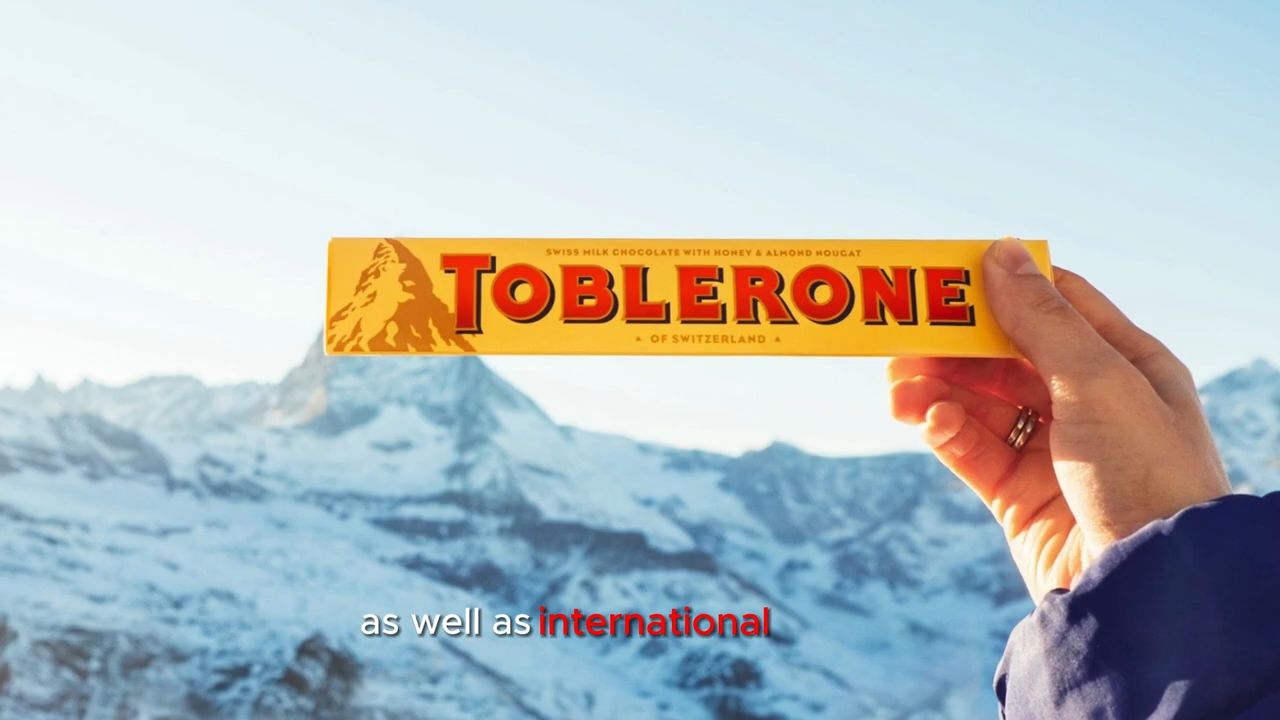 SWISS MILK CHOCOLATE WITH HONEY & ALMOND NOUGAT
TOBLERONE
OF SWITZERLAND
as well as international